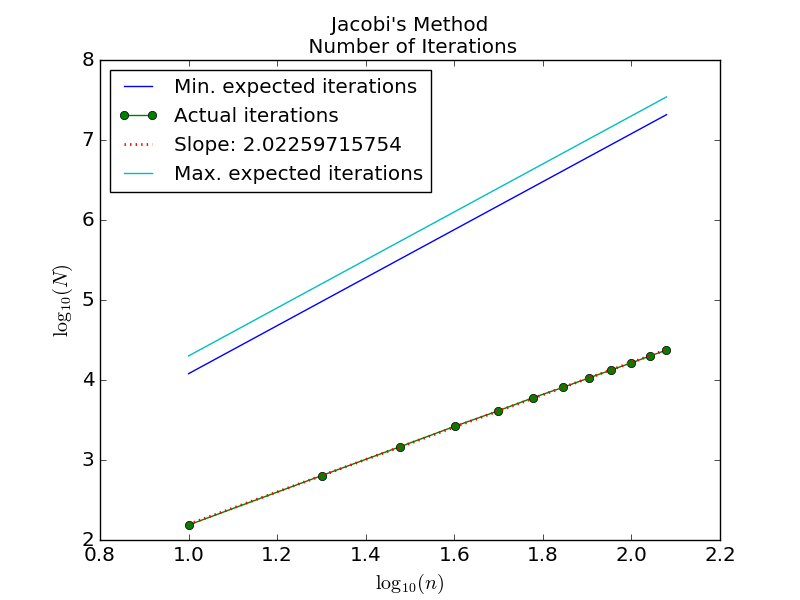 Jacobi's Method
Number of Iterations
Min. expected iterations
Actual iterations
Slope: 2.02259715754
Max. expected iterations
8
7
6
5
4
3
2
log₁₀(N)
0.8 1.0 1.2 1.4 1.6 1.8 2.0 2.2
log₁₀(n)